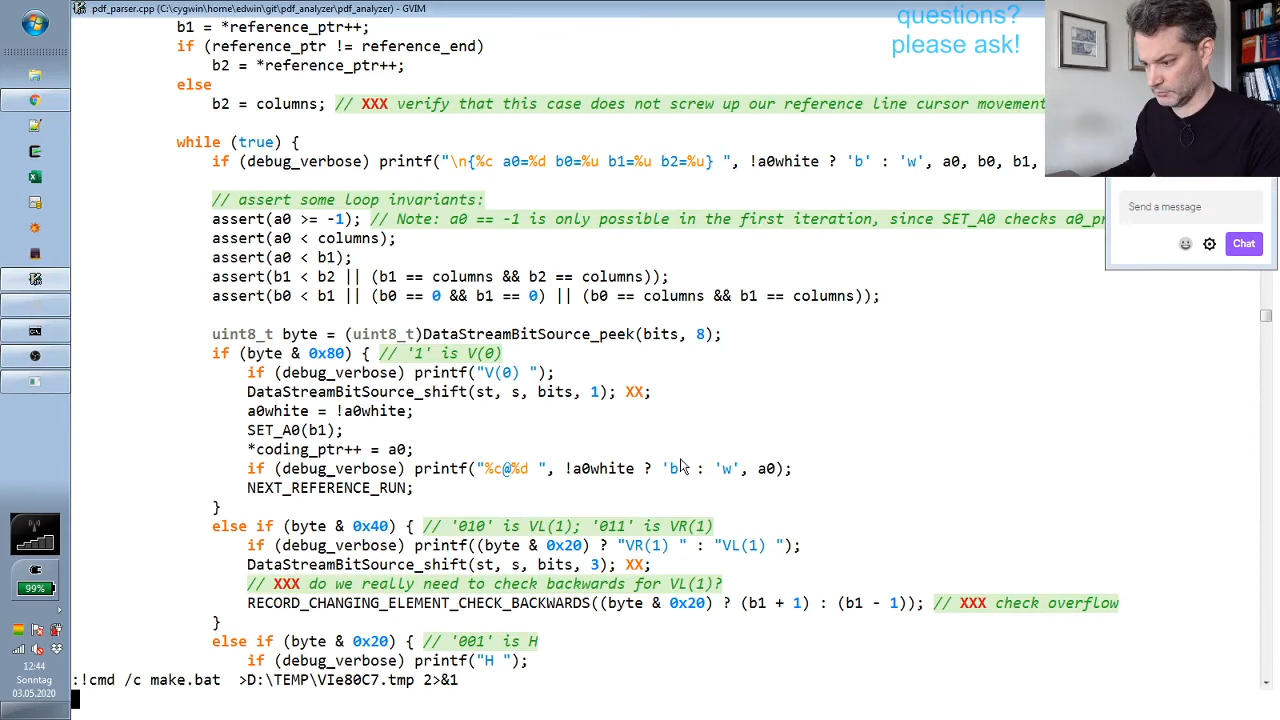 pdf_parser.cpp (C:\cygwin\home\edwin\git\pdf_analyzer\pdf_analyzer) - GVIM
questions?
please ask!
b1 = *reference_ptr++;
if (reference_ptr != reference_end)
b2 = *reference_ptr++;
else
b2 = columns; // XXX verify that this case does not screw up our reference line cursor movement
while (true) {
if (debug_verbose) printf("\n{%c a0=%d b0=%u b1=%u b2=%u} ", !a0white ? 'b' : 'w', a0, b0, b1,
// assert some loop invariants:
assert(a0 >= -1); // Note: a0 == -1 is only possible in the first iteration, since SET_A0 checks
assert(a0 < columns);
assert(a0 < b1);
assert(b1 < b2 || (b1 == columns && b2 == columns));
assert(b0 < b1 || (b0 == 0 && b1 == 0) || (b0 == columns && b1 == columns));
uint8_t byte = (uint8_t)DataStreamBitSource_peek(bits, 8);
if (byte & 0x80) { // '1' is V(0)
if (debug_verbose) printf("V(0) ");
DataStreamBitSource_shift(st, s, bits, 1); XX;
a0white = !a0white;
SET_A0(b1);
*coding_ptr++ = a0;
if (debug_verbose) printf("%c@%d ", !a0white ? 'b' : 'w', a0);
NEXT_REFERENCE_RUN;
}
else if (byte & 0x40) { // '010' is VL(1); '011' is VR(1)
if (debug_verbose) printf((byte & 0x20) ? "VR(1) " : "VL(1) ");
DataStreamBitSource_shift(st, s, bits, 3); XX;
// XXX do we really need to check backwards for VL(1)?
RECORD_CHANGING_ELEMENT_CHECK_BACKWARDS((byte & 0x20) ? (b1 + 1) : (b1 - 1)); // XXX check overflow
}
else if (byte & 0x20) { // '001' is H
if (debug_verbose) printf("H ");
:!cmd /c make.bat >D:\TEMP\VIe80C7.tmp 2>&1
Send a message
Chat
99%
12:44
Sonntag
03.05.2020